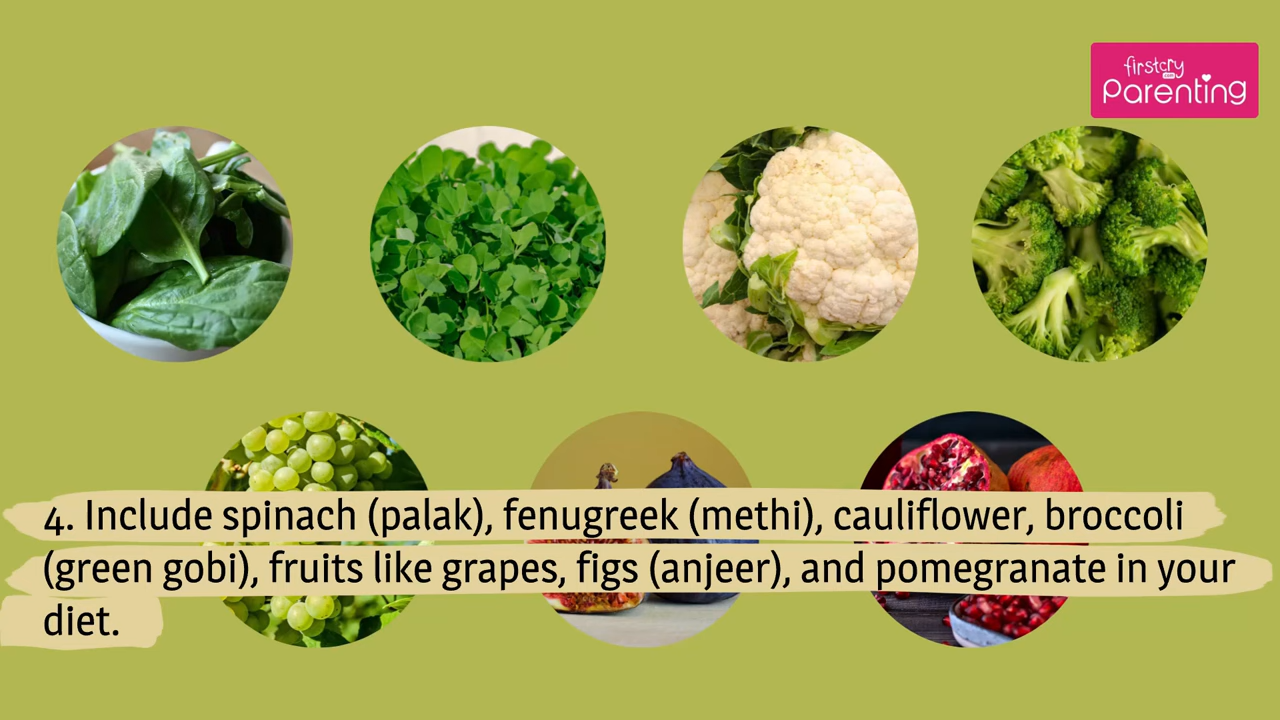 firstcry
.com
Parenting
4. Include spinach (palak), fenugreek (methi), cauliflower, broccoli
(green gobi), fruits like grapes, figs (anjeer), and pomegranate in your
diet.